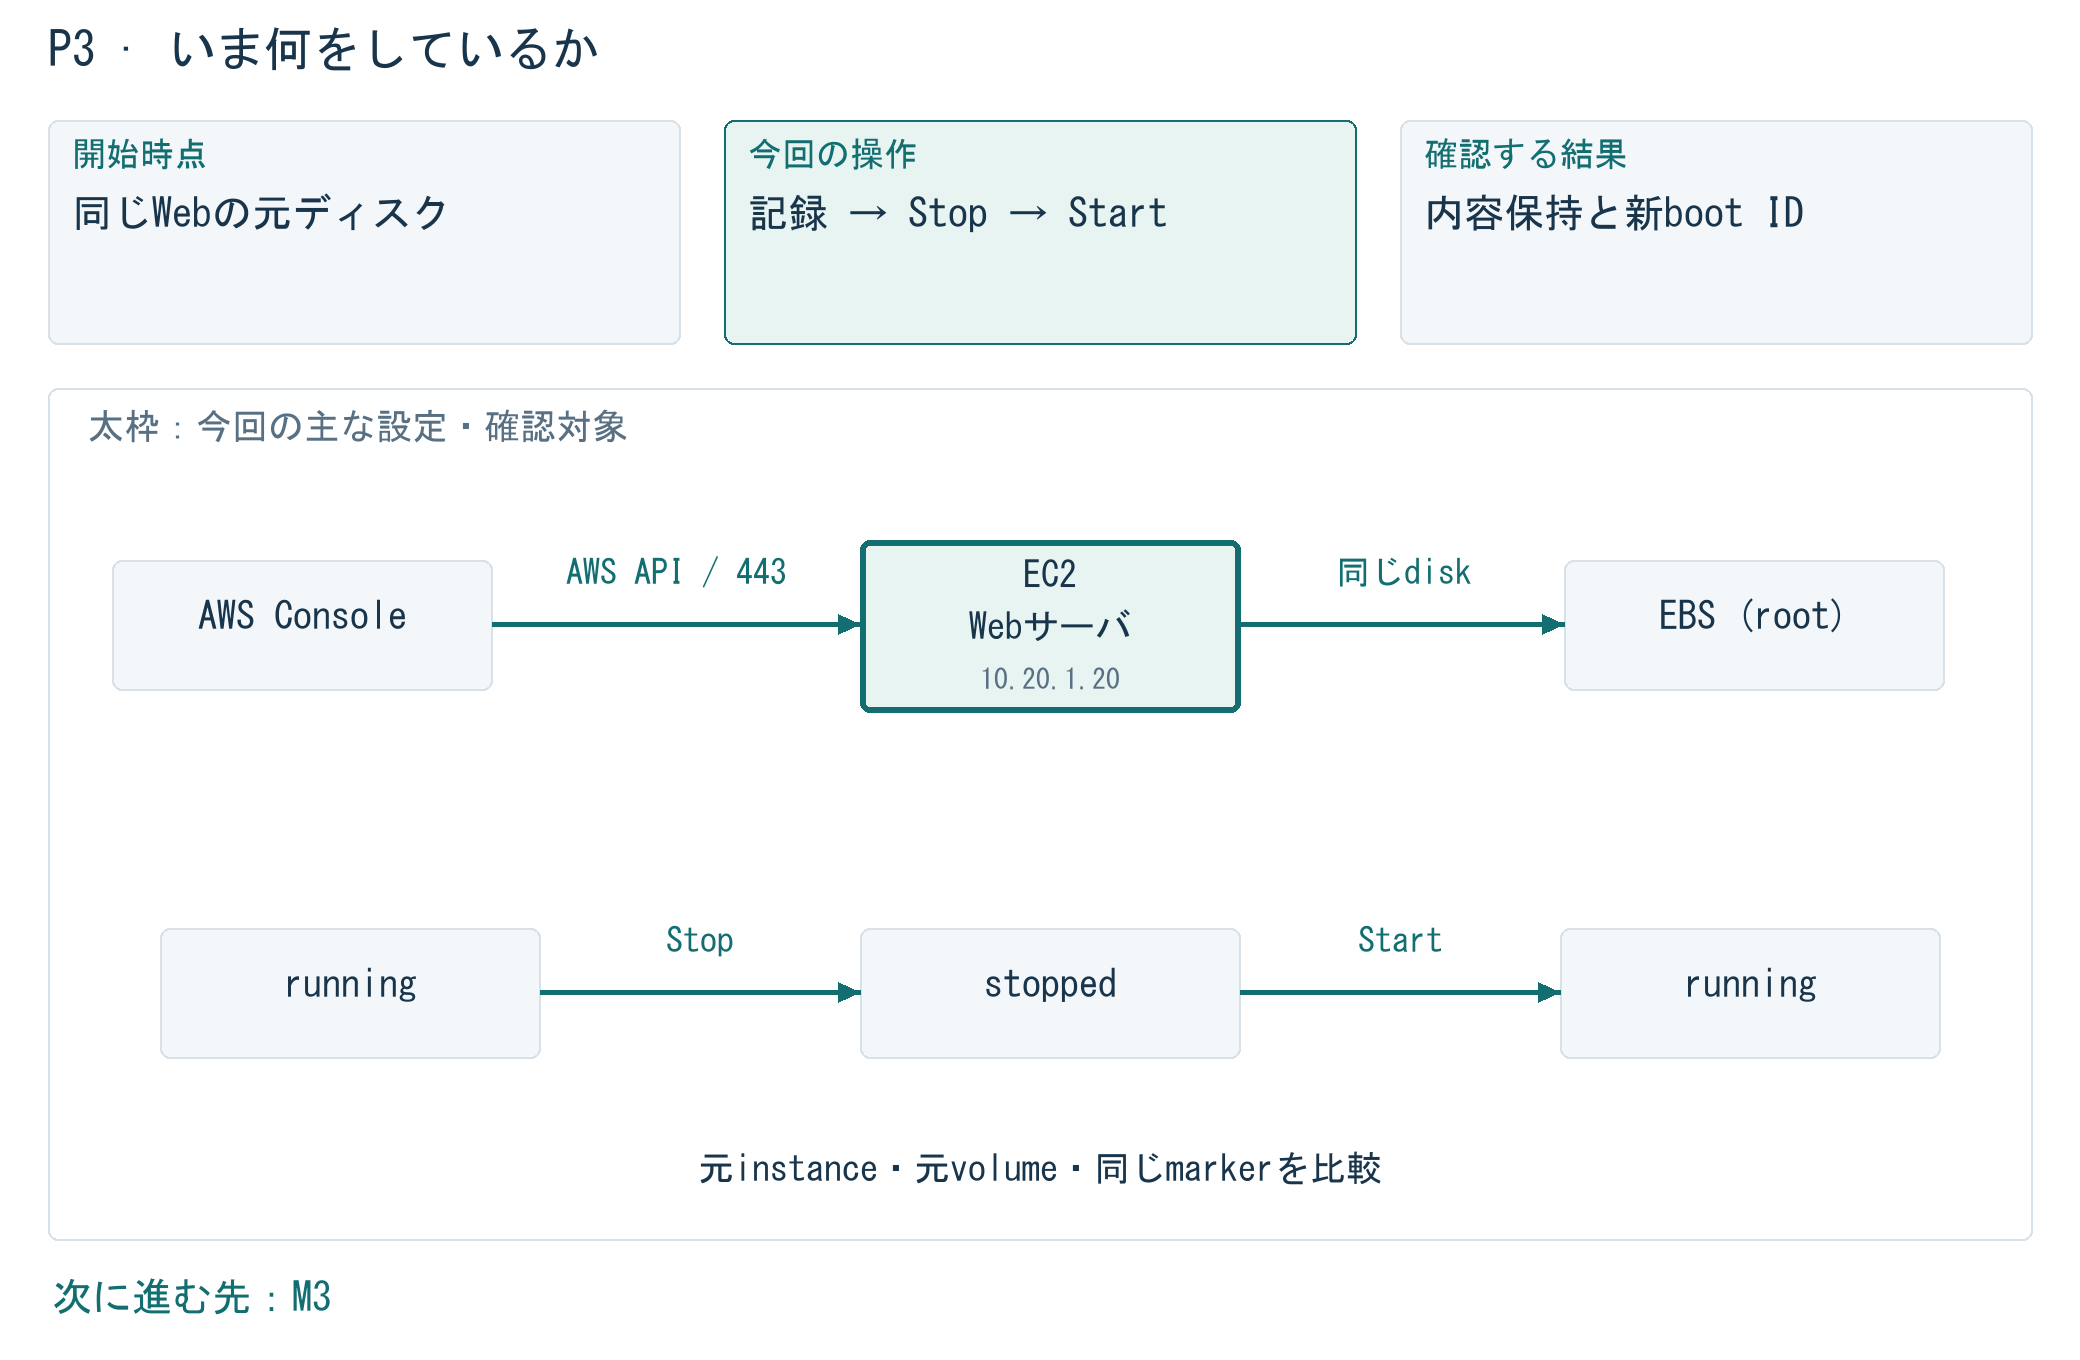 P3 · いま何をしているか
開始時点
同じWebの元ディスク
今回の操作
記録 → Stop → Start
確認する結果
内容保持と新boot ID
太枠：今回の主な設定・確認対象
AWS Console
AWS API / 443
EC2
Webサーバ
10.20.1.20
同じdisk
EBS (root)
running
Stop
stopped
Start
running
元instance・元volume・同じmarkerを比較
次に進む先：M3